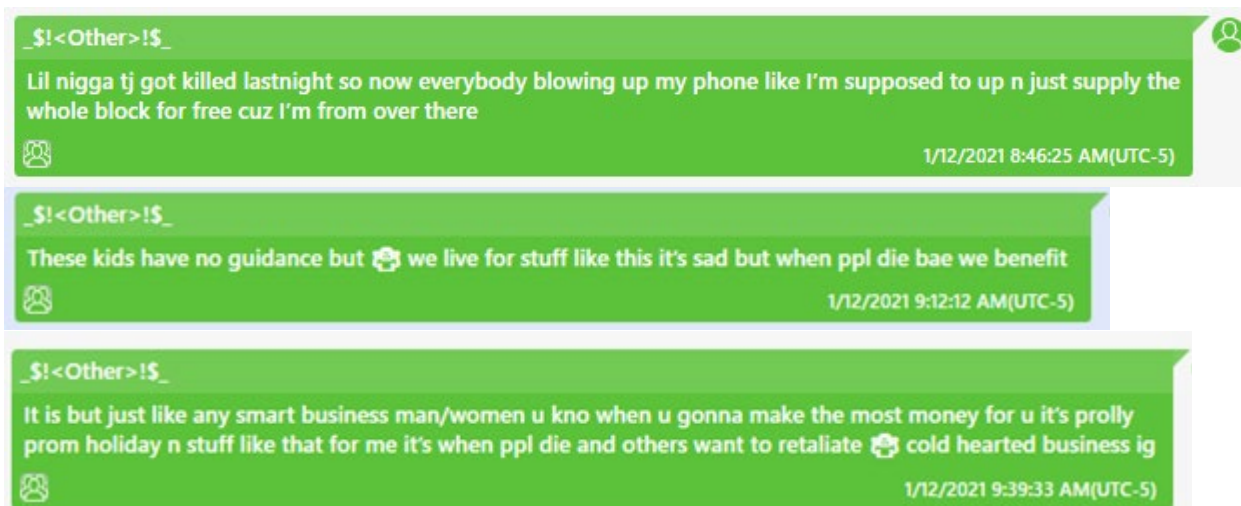 _$!<Other>!$_
Lil nigga tj got killed lastnight so now everybody blowing up my phone like I'm supposed to up n just supply the
whole block for free cuz I'm from over there
1/12/2021 8:46:25 AM(UTC-5)
_$!<Other>!$_
These kids have no guidance but we live for stuff like this it's sad but when ppl die bae we benefit
1/12/2021 9:12:12 AM(UTC-5)
_$!<Other>!$_
It is but just like any smart business man/women u kno when u gonna make the most money for u it's prolly
prom holiday n stuff like that for me it's when ppl die and others want to retaliate cold hearted business ig
1/12/2021 9:39:33 AM(UTC-5)